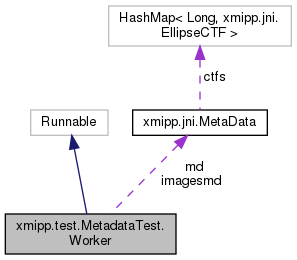 HashMap< Long, xmipp.jni.
EllipseCTF >
ctfs
Runnable
xmipp.jni.MetaData
md
imagesmd
xmipp.test.MetadataTest.
Worker